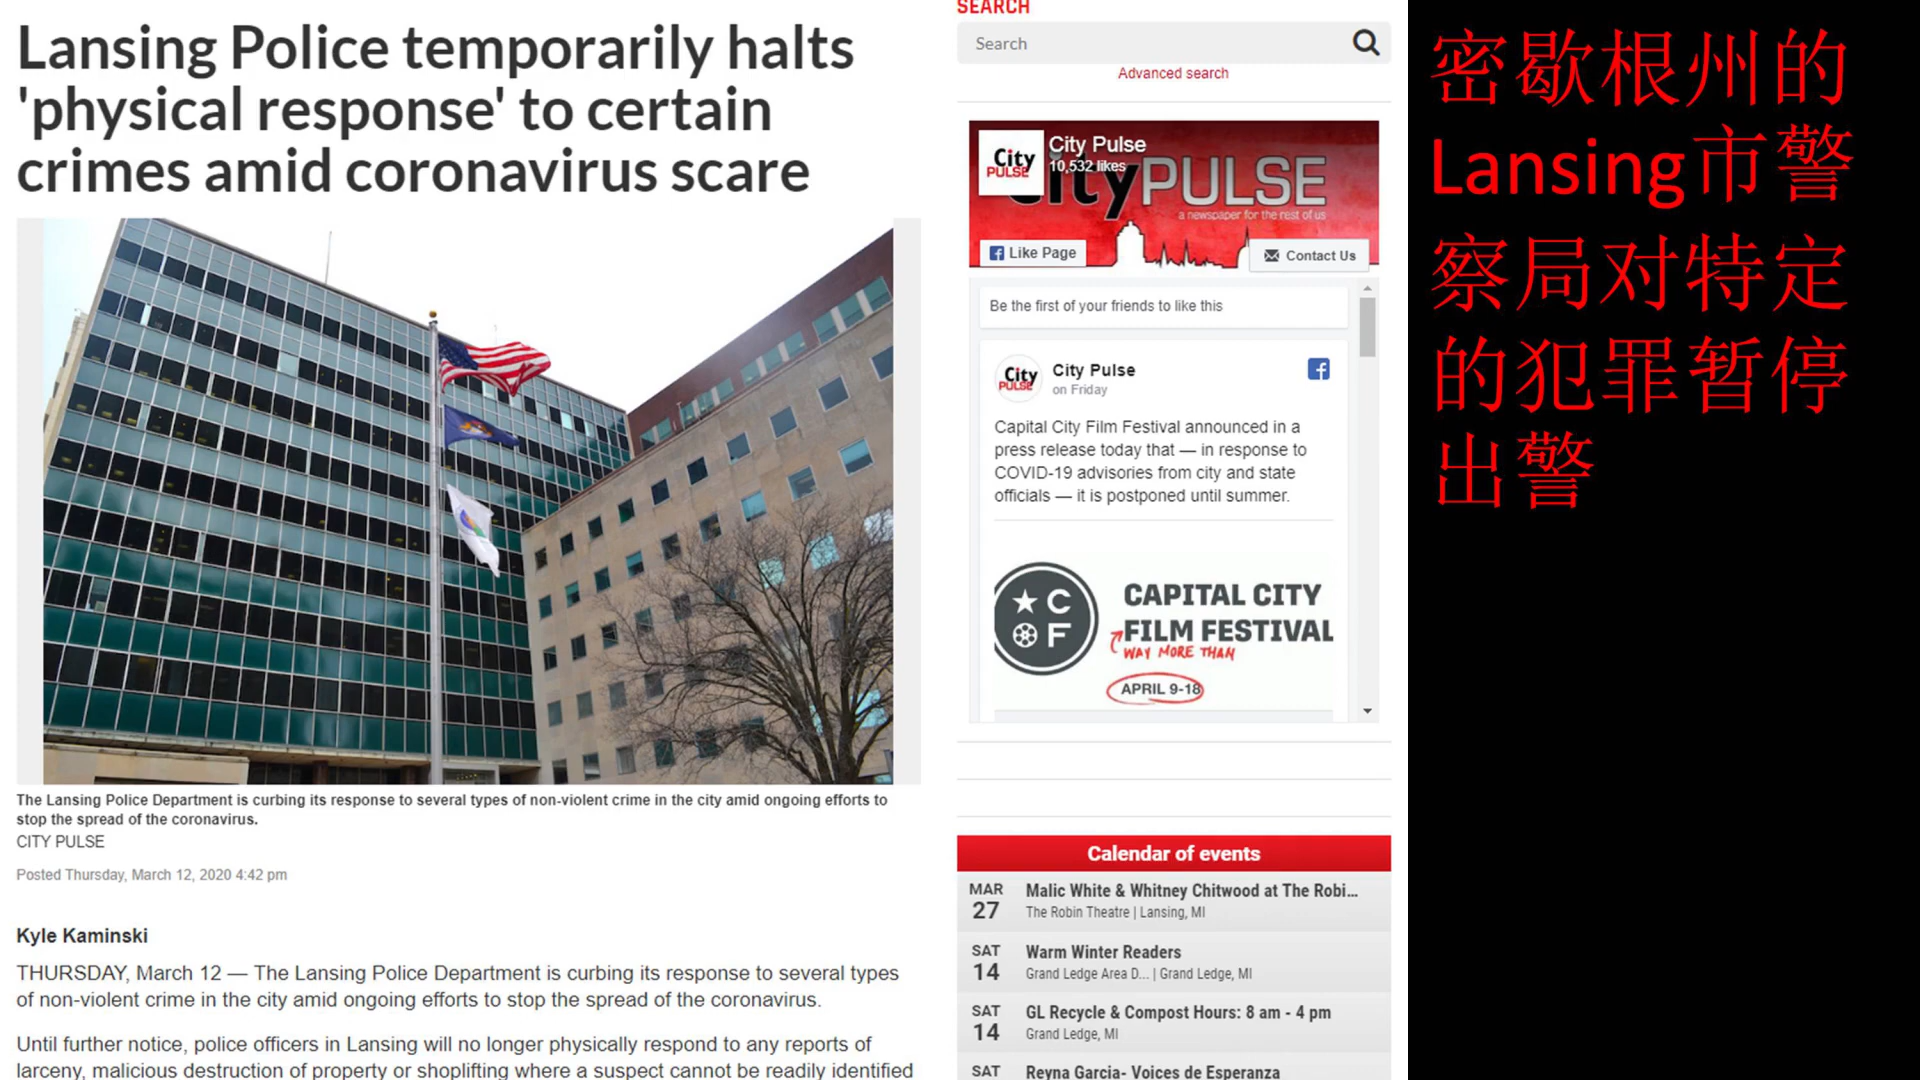 Lansing Police temporarily halts
'physical response' to certain
crimes amid coronavirus scare
The Lansing Police Department is curbing its response to several types of non-violent crime in the city amid ongoing efforts to
stop the spread of the coronavirus.
CITY PULSE
Posted Thursday, March 12, 2020 4:42 pm
Kyle Kaminski
THURSDAY, March 12 — The Lansing Police Department is curbing its response to several types
of non-violent crime in the city amid ongoing efforts to stop the spread of the coronavirus.
Until further notice, police officers in Lansing will no longer physically respond to any reports of
larceny, malicious destruction of property or shoplifting where a suspect cannot be readily identified
SEARCH
Search
Advanced search
City PULSE
City Pulse
10,532 likes
City PULSE
a newspaper for the rest of us
Like Page
Contact Us
Be the first of your friends to like this
City PULSE
City Pulse
on Friday
Capital City Film Festival announced in a
press release today that — in response to
COVID-19 advisories from city and state
officials — it is postponed until summer.
C
F
CAPITAL CITY
FILM FESTIVAL
WAY MORE THAN
APRIL 9-18
Calendar of events
MAR
27
Malic White & Whitney Chitwood at The Robi...
The Robin Theatre | Lansing, MI
SAT
14
Warm Winter Readers
Grand Ledge Area D... | Grand Ledge, MI
SAT
14
GL Recycle & Compost Hours: 8 am - 4 pm
Grand Ledge, MI
SAT
Reyna Garcia- Voices de Esperanza
密歇根州的
Lansing市警
察局对特定
的犯罪暂停
出警